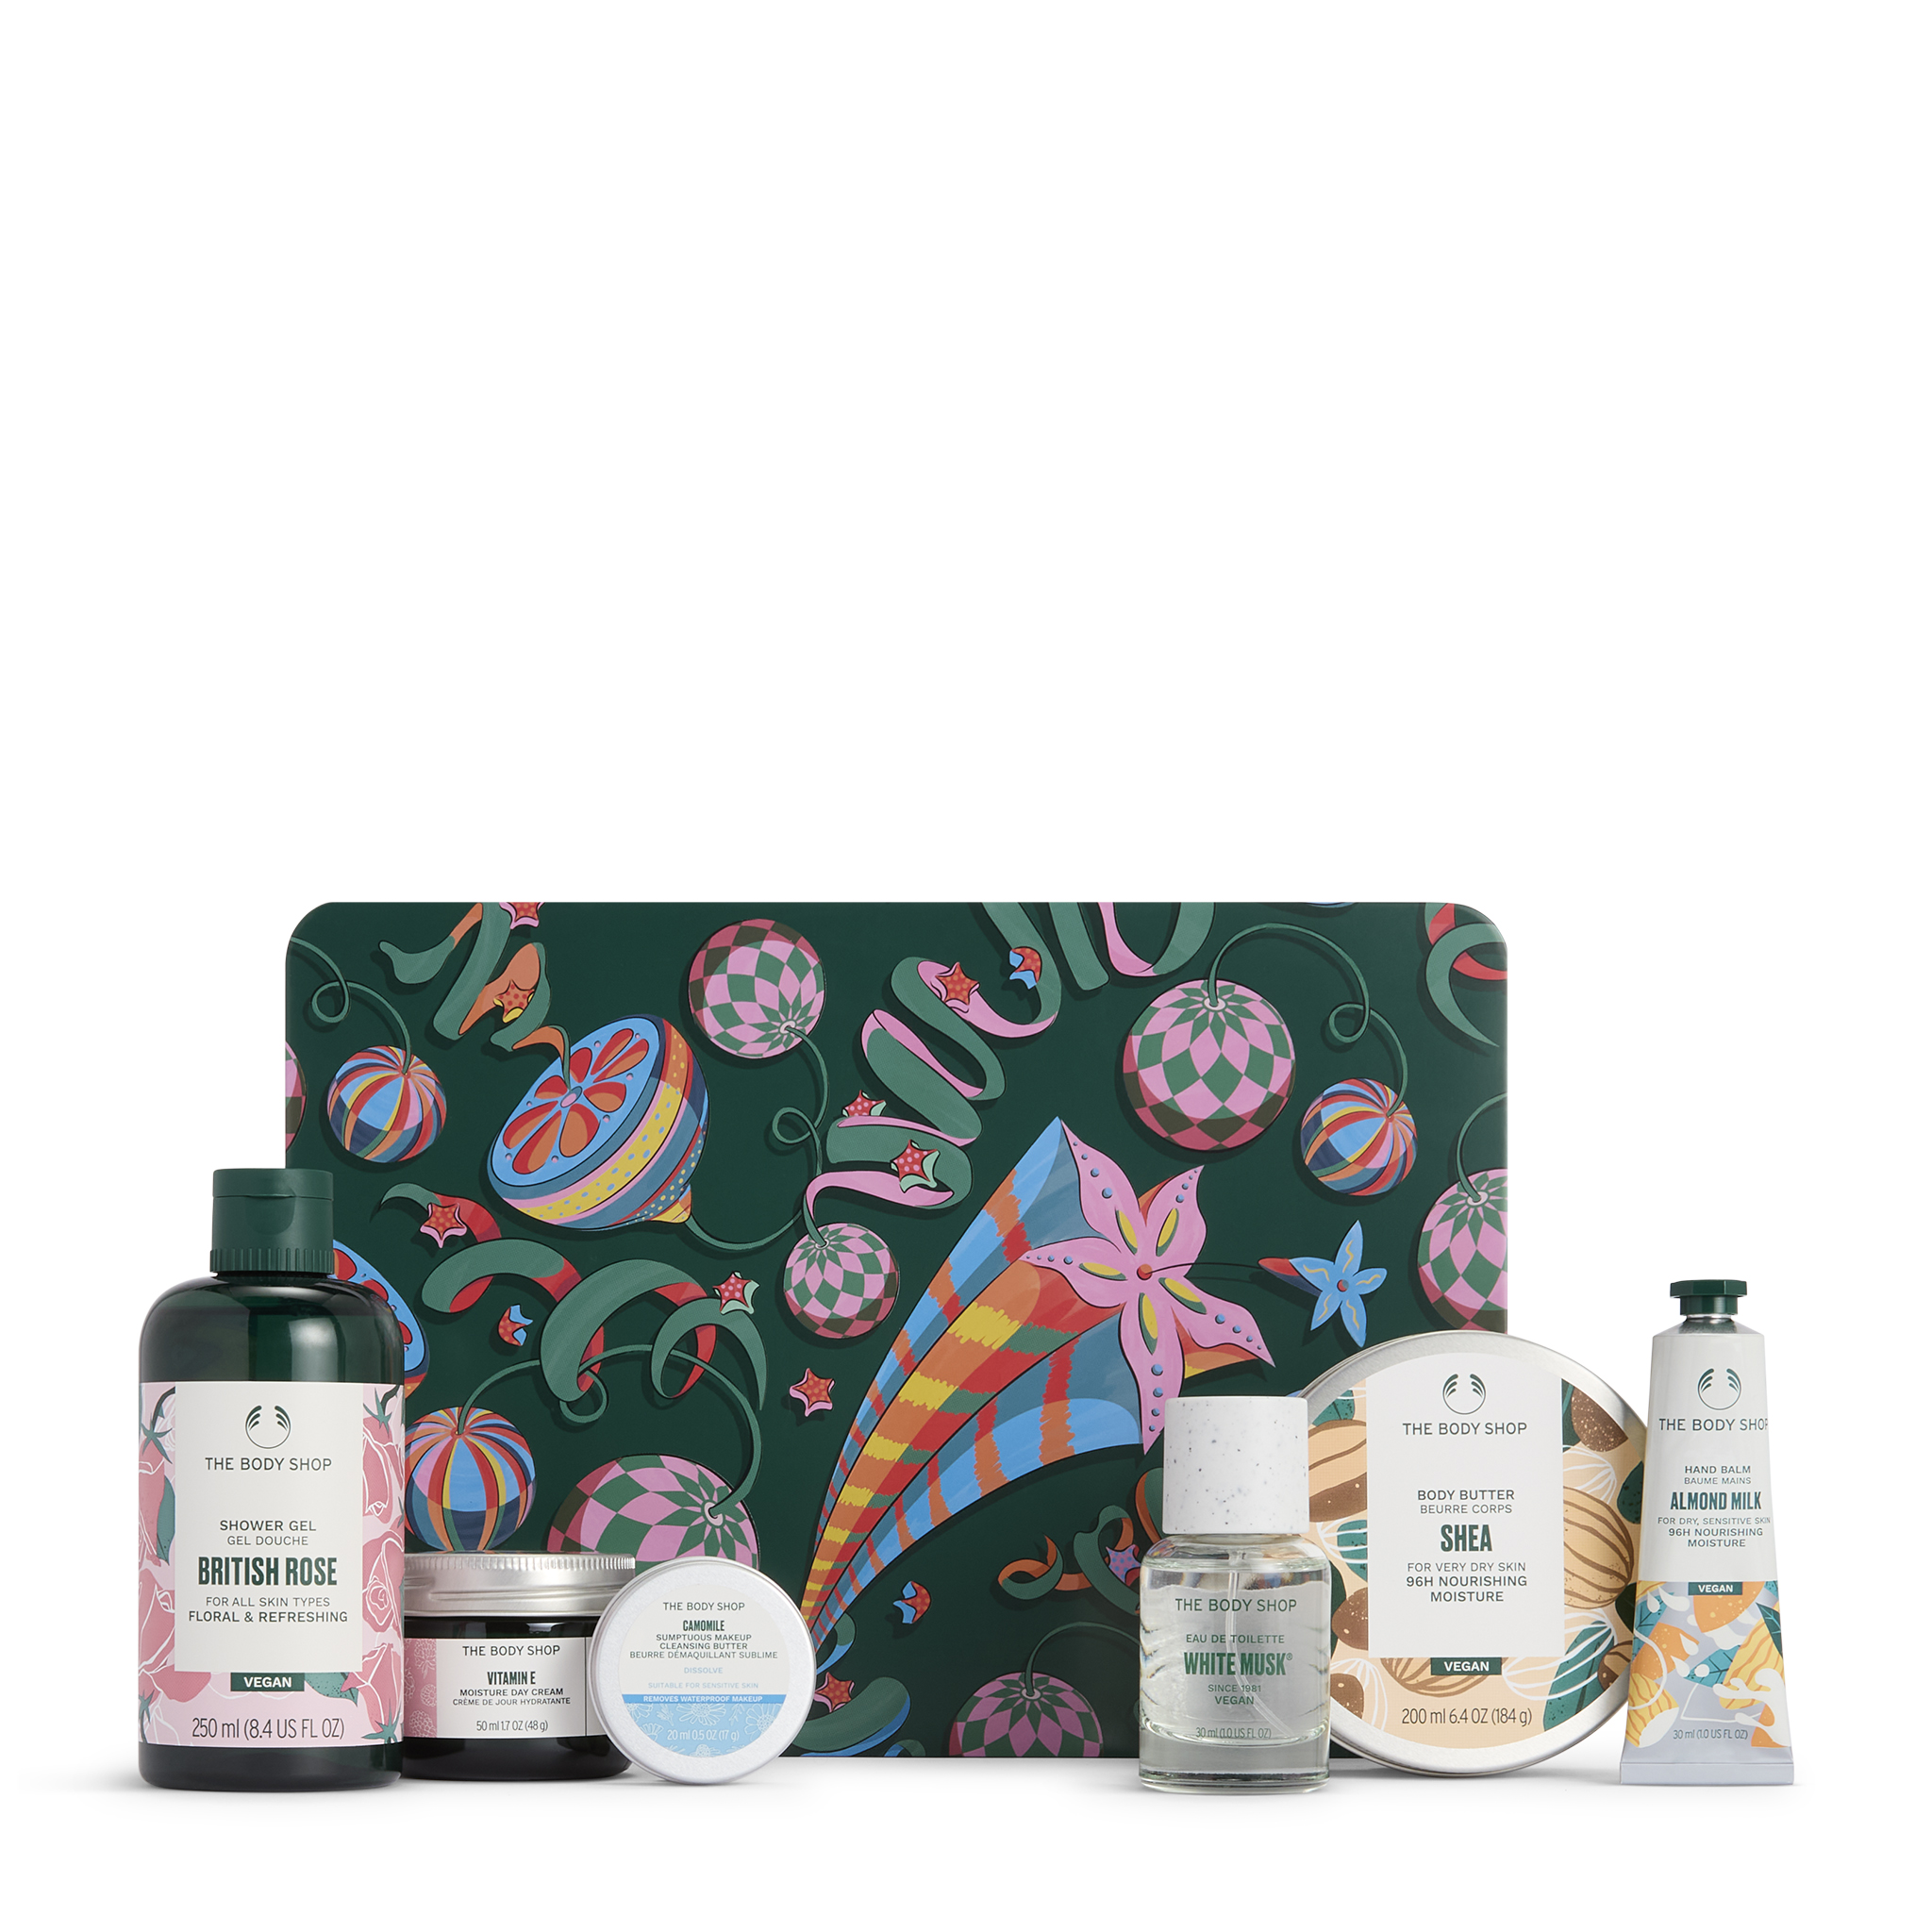 THE BODY SHOP
SHOWER GEL
GEL DOUCHE
BRITISH ROSE
FOR ALL SKIN TYPES
FLORAL & REFRESHING
VEGAN
250 ml (8.4 US FL OZ)
THE BODY SHOP
VITAMIN E
MOISTURE DAY CREAM
CRÈME DE JOUR HYDRATANTE
50 ml 1.7 OZ (48 g)
THE BODY SHOP
CAMOMILE
SUMPTUOUS MAKEUP
CLEANSING BUTTER
BEURRE DÉMAQUILLANT SUBLIME
DISSOLVE
SUITABLE FOR SENSITIVE SKIN
REMOVES WATERPROOF MAKEUP
20 ml 0.5 OZ (17 g)
THE BODY SHOP
EAU DE TOILETTE
WHITE MUSK®
SINCE 1981
VEGAN
30 ml (1.0 US FL OZ)
THE BODY SHOP
BODY BUTTER
BEURRE CORPS
SHEA
FOR VERY DRY SKIN
96H NOURISHING
MOISTURE
VEGAN
200 ml 6.4 OZ (184 g)
THE BODY SHOP
HAND BALM
BAUME MAINS
ALMOND MILK
FOR DRY, SENSITIVE SKIN
96H NOURISHING
MOISTURE
VEGAN
30 ml (1.0 US FL OZ)